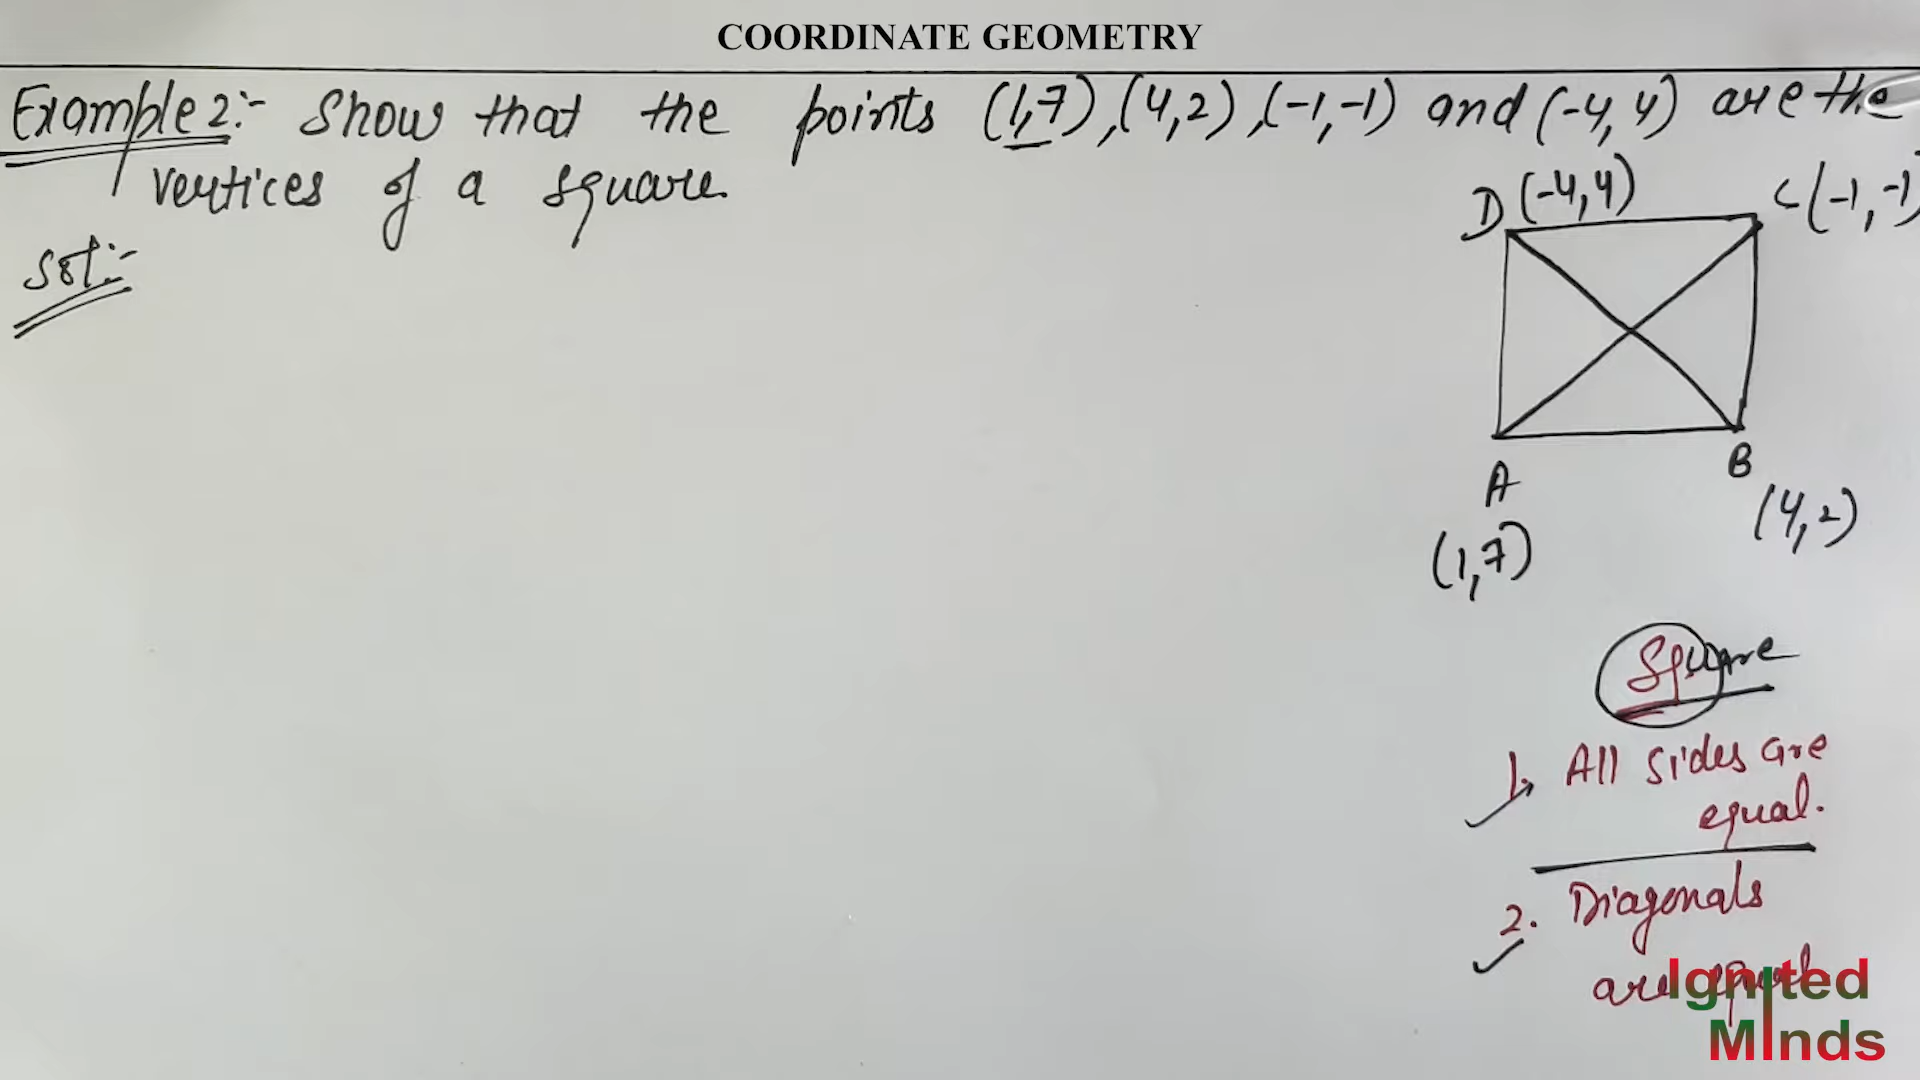 COORDINATE GEOMETRY
Example 2:- Show that the points (1,7), (4,2), (-1,-1) and (-4,4) are the
vertices of a square
Sol:-
D (-4,4)
C (-1,-1)
A
B
(4,2)
(1,7)
Square
1. All sides are
equal.
2. Diagonals
are equal
Ignited
Minds